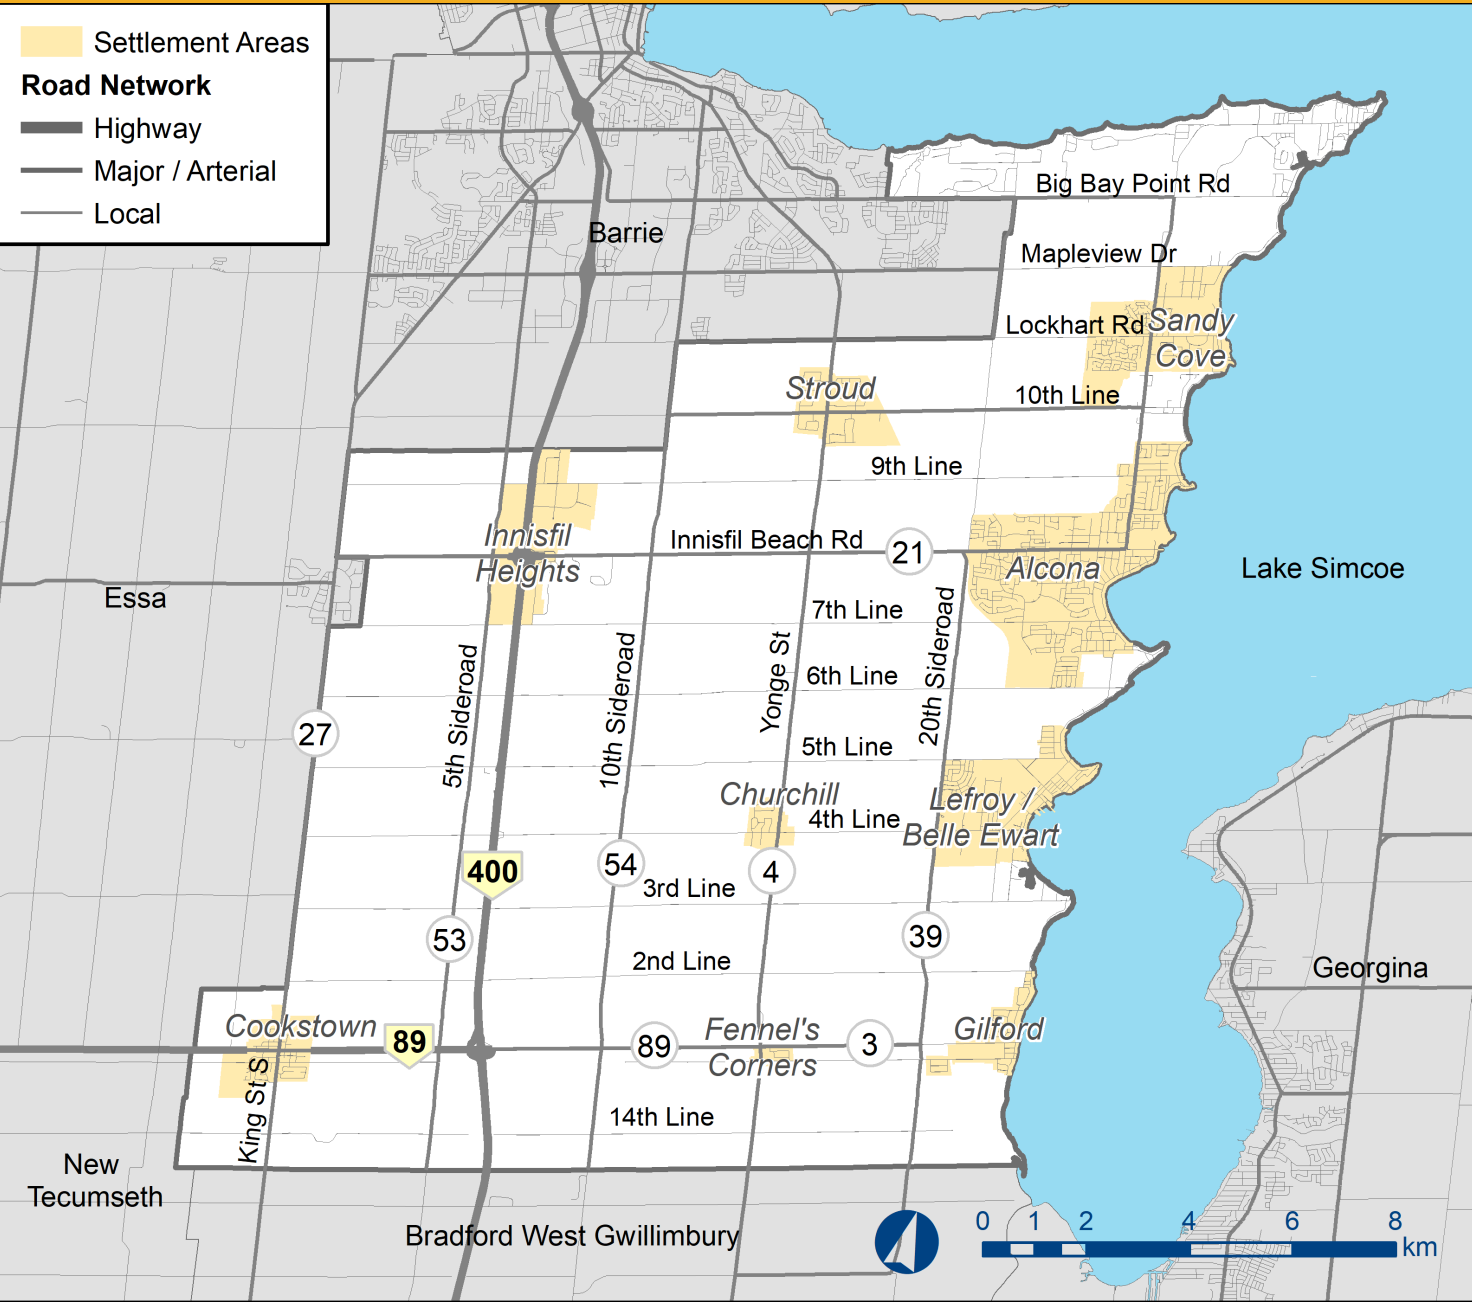 Settlement Areas
Road Network
Highway
Major / Arterial
Local
Big Bay Point Rd
Barrie
Mapleview Dr
Lockhart Rd
Sandy
Cove
Stroud
10th Line
9th Line
Innisfil
Heights
Innisfil Beach Rd
21
Alcona
Lake Simcoe
Essa
7th Line
5th Sideroad
10th Sideroad
Yonge St
20th Sideroad
6th Line
27
5th Line
Churchill
4th Line
Lefroy /
Belle Ewart
400
54
4
3rd Line
53
39
2nd Line
Georgina
Cookstown
89
89
Fennel's
Corners
3
Gilford
King St S
14th Line
New
Tecumseth
Bradford West Gwillimbury
0 1 2 4 6 8
km